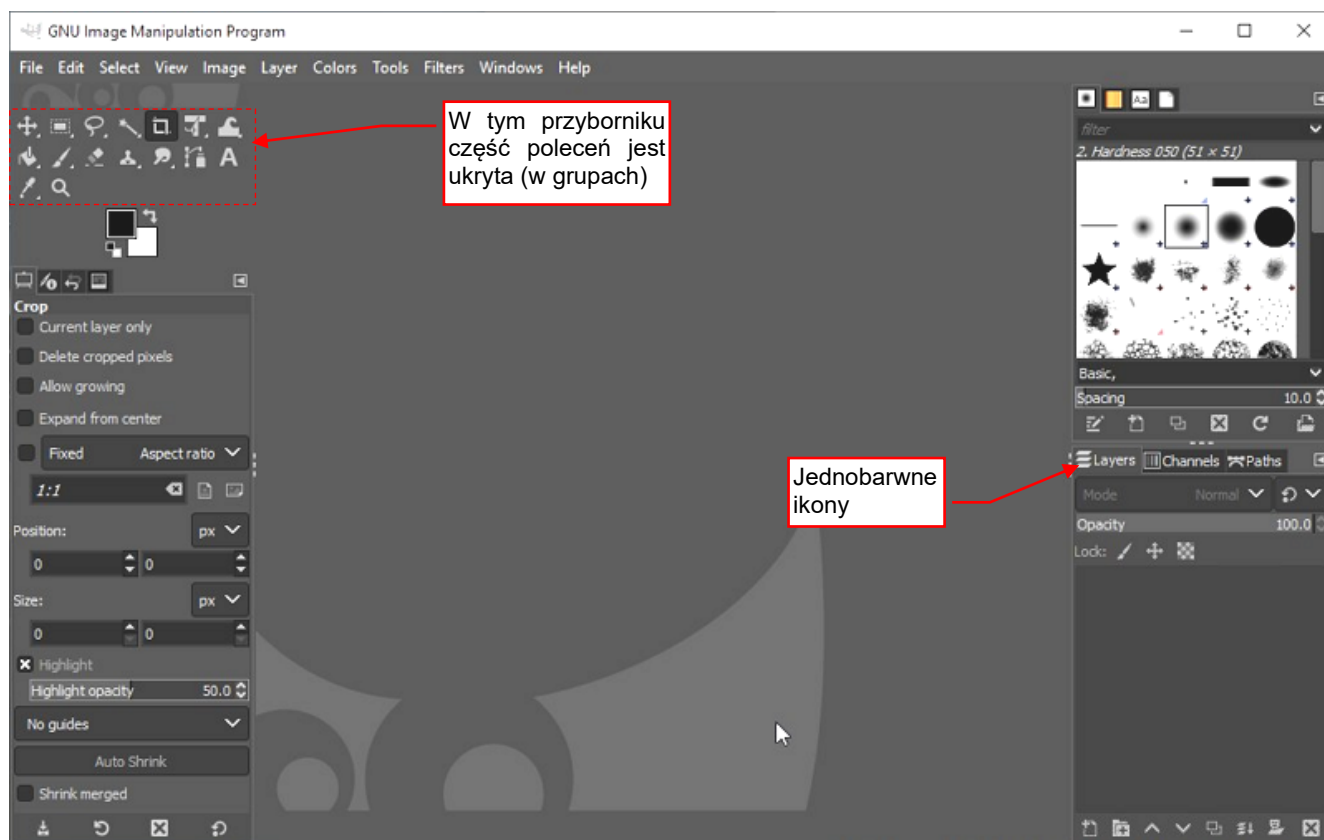 GNU Image Manipulation Program
File Edit Select View Image Layer Colors Tools Filters Windows Help
W tym przyborniku
część poleceń jest
ukryta (w grupach)
A
Crop
Current layer only
Delete cropped pixels
Allow growing
Expand from center
Fixed Aspect ratio
1:1
Position: px
0 0
Size: px
0 0
Highlight
Highlight opacity 50.0
No guides
Auto Shrink
Shrink merged
Jednobarwne
ikony
Aa
filter
2. Hardness 050 (51 × 51)
Basic,
Spacing 10.0
Layers Channels Paths
Mode Normal
Opacity 100.0
Lock: